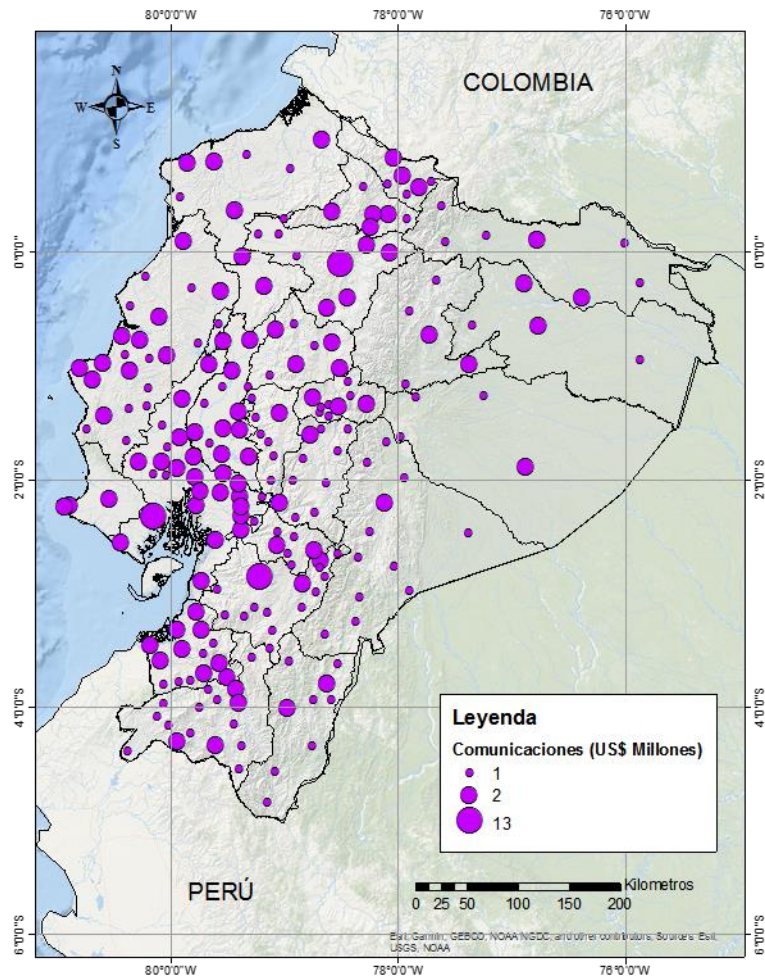 80°0'0"W 78°0'0"W 76°0'0"W
COLOMBIA
N
W E
S
0°0'0"
0°0'0"
2°0'0"S
2°0'0"S
4°0'0"S
4°0'0"S
Leyenda
Comunicaciones (US$ Millones)
1
2
13
PERÚ
Kilometros
0 25 50 100 150 200
Esri, Garmin, GEBCO, NOAA NGDC, and other contributors, Sources: Esri,
USGS, NOAA
6°0'0"S
6°0'0"S
80°0'0"W 78°0'0"W 76°0'0"W